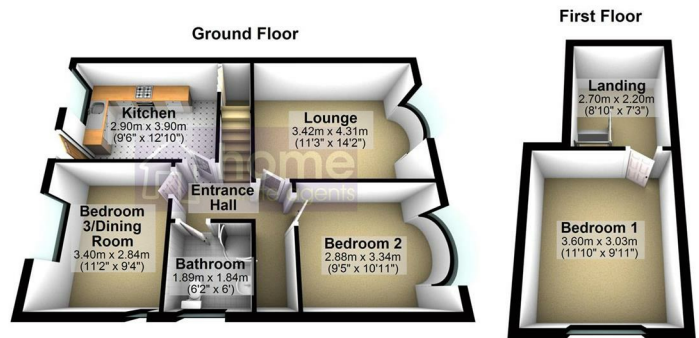 Ground Floor
First Floor
Kitchen
2.90m x 3.90m
(9'6" x 12'10")
Lounge
3.42m x 4.31m
(11'3" x 14'2")
Landing
2.70m x 2.20m
(8'10" x 7'3")
home
agents
Entrance
Hall
Bedroom
3/Dining
Room
3.40m x 2.84m
(11'2" x 9'4")
Bathroom
1.89m x 1.84m
(6'2" x 6')
Bedroom 2
2.88m x 3.34m
(9'5" x 10'11")
Bedroom 1
3.60m x 3.03m
(11'10" x 9'11")